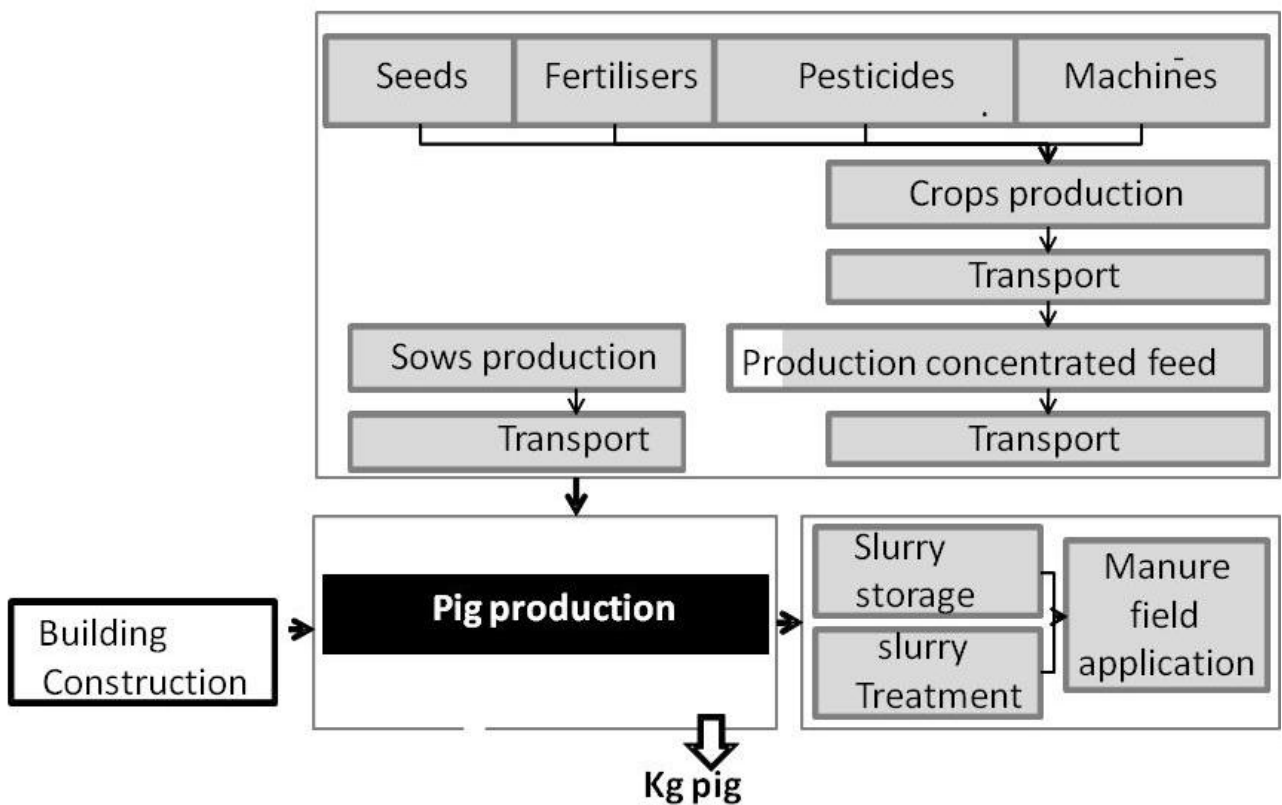 Seeds
Fertilisers
Pesticides
Machines
Crops production
Transport
Sows production
Production concentrated feed
Transport
Transport
Building
Construction
Pig production
Slurry
storage
slurry
Treatment
Manure
field
application
Kg pig